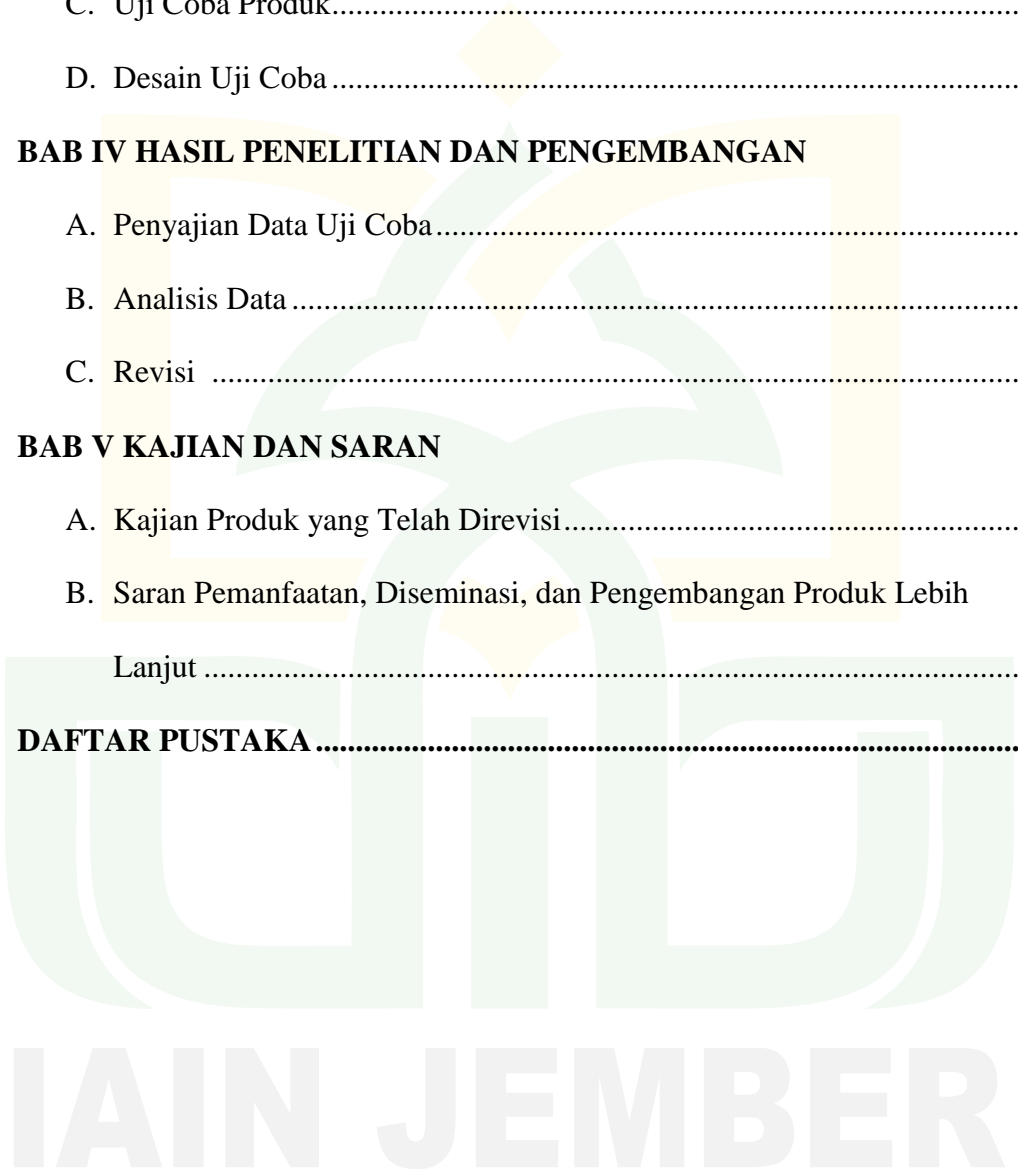 C. Uji Coba Produk................................................................................
D. Desain Uji Coba................................................................................
BAB IV HASIL PENELITIAN DAN PENGEMBANGAN
A. Penyajian Data Uji Coba................................................................................
B. Analisis Data................................................................................
C. Revisi ................................................................................
BAB V KAJIAN DAN SARAN
A. Kajian Produk yang Telah Direvisi................................................................................
B. Saran Pemanfaatan, Diseminasi, dan Pengembangan Produk Lebih
Lanjut................................................................................
DAFTAR PUSTAKA................................................................................
IAIN JEMBER